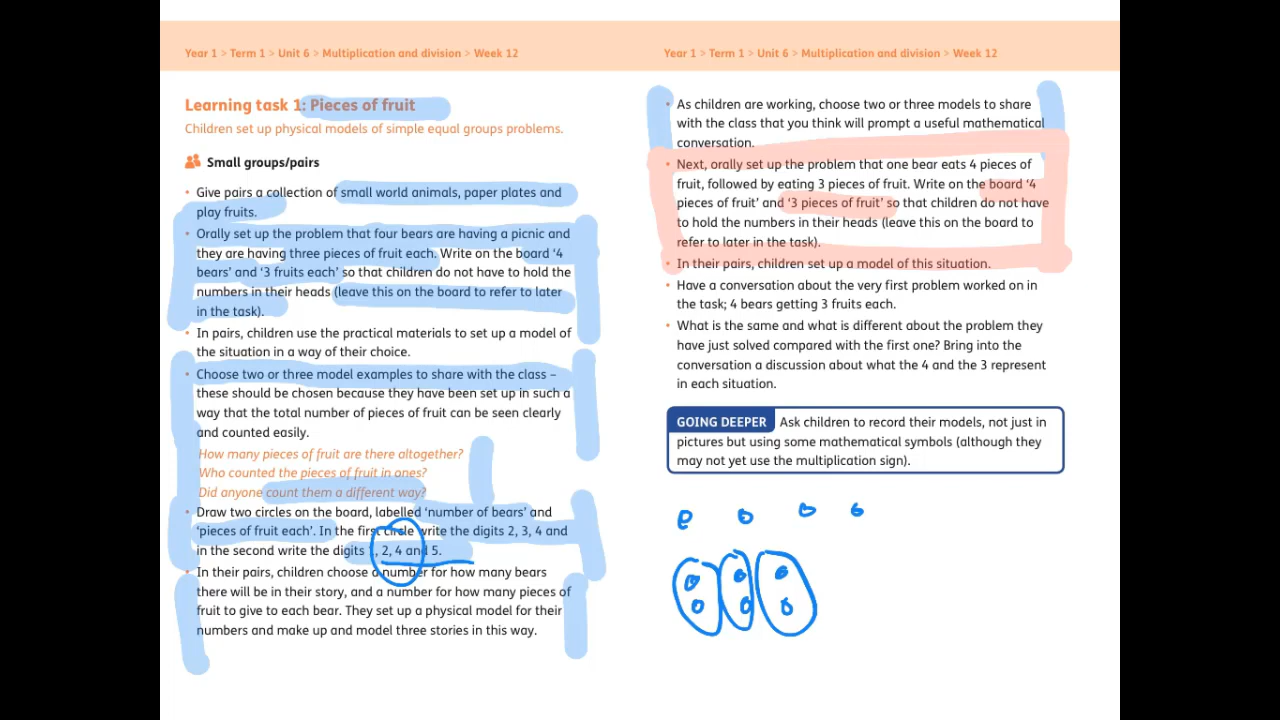 Year 1 > Term 1 > Unit 6 > Multiplication and division > Week 12
Learning task 1: Pieces of fruit
Children set up physical models of simple equal groups problems.
Small groups/pairs
• Give pairs a collection of small world animals, paper plates and
play fruits.
• Orally set up the problem that four bears are having a picnic and
they are having three pieces of fruit each. Write on the board ‘4
bears’ and ‘3 fruits each’ so that children do not have to hold the
numbers in their heads (leave this on the board to refer to later
in the task).
• In pairs, children use the practical materials to set up a model of
the situation in a way of their choice.
• Choose two or three model examples to share with the class –
these should be chosen because they have been set up in such a
way that the total number of pieces of fruit can be seen clearly
and counted easily.
How many pieces of fruit are there altogether?
Who counted the pieces of fruit in ones?
Did anyone count them a different way?
• Draw two circles on the board, labelled ‘number of bears’ and
‘pieces of fruit each’. In the first circle write the digits 2, 3, 4 and
in the second write the digits , 2, 4 and 5.
• In their pairs, children choose a number for how many bears
there will be in their story, and a number for how many pieces of
fruit to give to each bear. They set up a physical model for their
numbers and make up and model three stories in this way.
Year 1 > Term 1 > Unit 6 > Multiplication and division > Week 12
• As children are working, choose two or three models to share
with the class that you think will prompt a useful mathematical
conversation.
• Next, orally set up the problem that one bear eats 4 pieces of
fruit, followed by eating 3 pieces of fruit. Write on the board ‘4
pieces of fruit’ and ‘3 pieces of fruit’ so that children do not have
to hold the numbers in their heads (leave this on the board to
refer to later in the task).
• In their pairs, children set up a model of this situation.
• Have a conversation about the very first problem worked on in
the task; 4 bears getting 3 fruits each.
• What is the same and what is different about the problem they
have just solved compared with the first one? Bring into the
conversation a discussion about what the 4 and the 3 represent
in each situation.
GOING DEEPER Ask children to record their models, not just in
pictures but using some mathematical symbols (although they
may not yet use the multiplication sign).